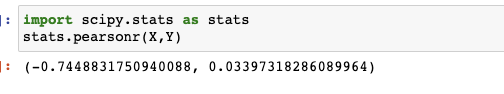 ]: import scipy.stats as stats
stats.pearsonr(X,Y)
]: (-0.7448831750940088, 0.03397318286089964)